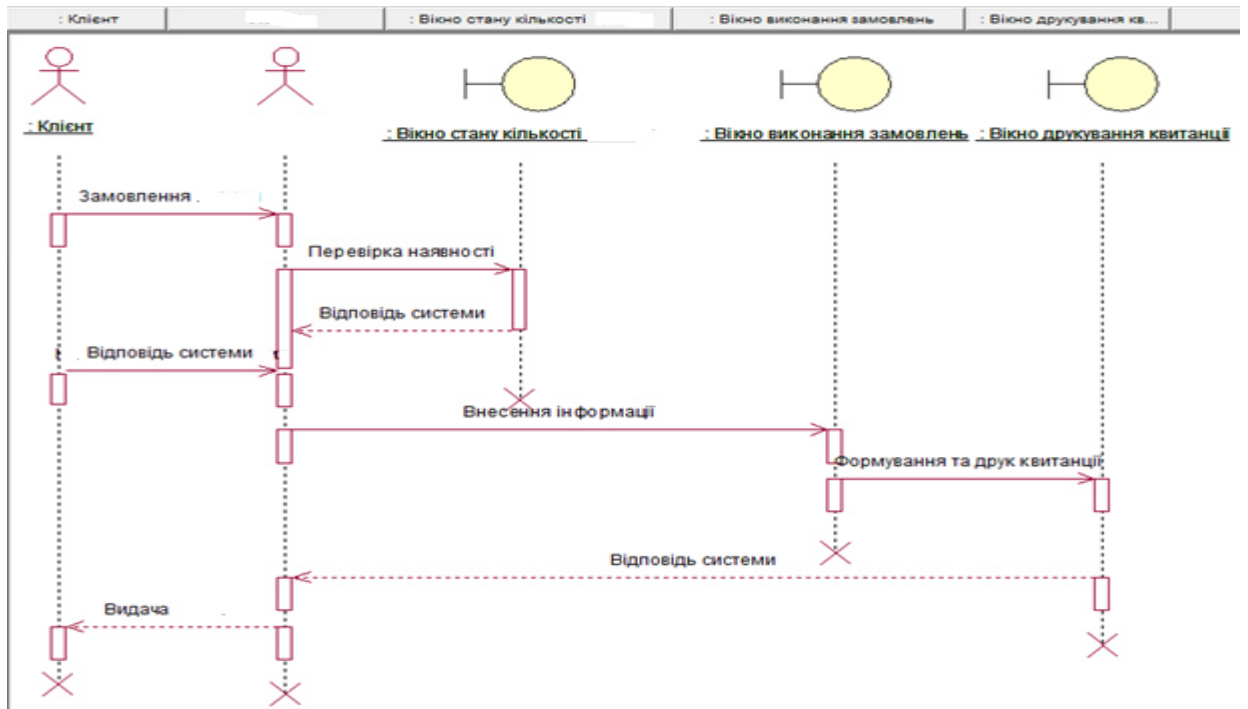 : Клієнт
: Вікно стану кількості
: Вікно виконання замовлень
: Вікно друкування кв...
: Клієнт
: Вікно стану кількості
: Вікно виконання замовлень
: Вікно друкування квитанції
Замовлення
Перевірка наявності
Відповідь системи
Відповідь системи
Внесення інформації
Формування та друк квитанції
Відповідь системи
Видача